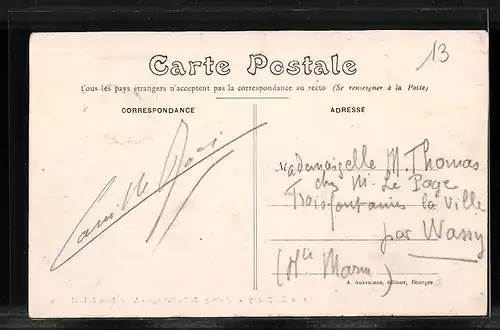 13
Carte Postale
Tous les pays étrangers n'acceptent pas la correspondance au recto (Se renseigner à la Poste)
CORRESPONDANCE
ADRESSE
Camille
Mademoiselle M. Thomas
chez M. Le Page
Troisfontaines la Ville
par Wassy
(Hte Marne)
A. Auxenfans, éditeur, Bourges